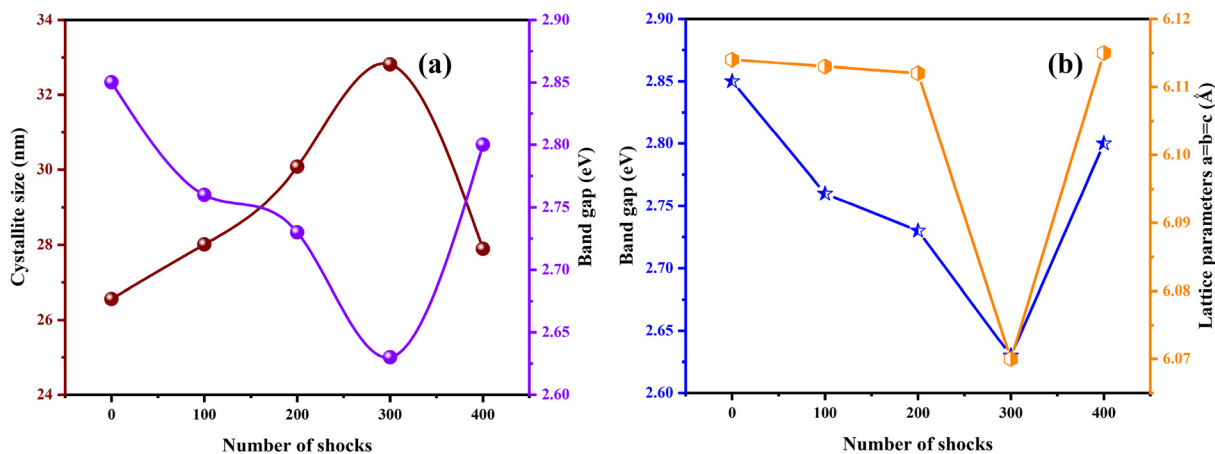 (a)
Cystallite size (nm)
34
32
30
28
26
24
Band gap (eV)
2.90
2.85
2.80
2.75
2.70
2.65
2.60
0 100 200 300 400
Number of shocks
(b)
Band gap (eV)
2.90
2.85
2.80
2.75
2.70
2.65
2.60
Lattice parameters a=b=c (Å)
6.12
6.11
6.10
6.09
6.08
6.07
0 100 200 300 400
Number of shocks